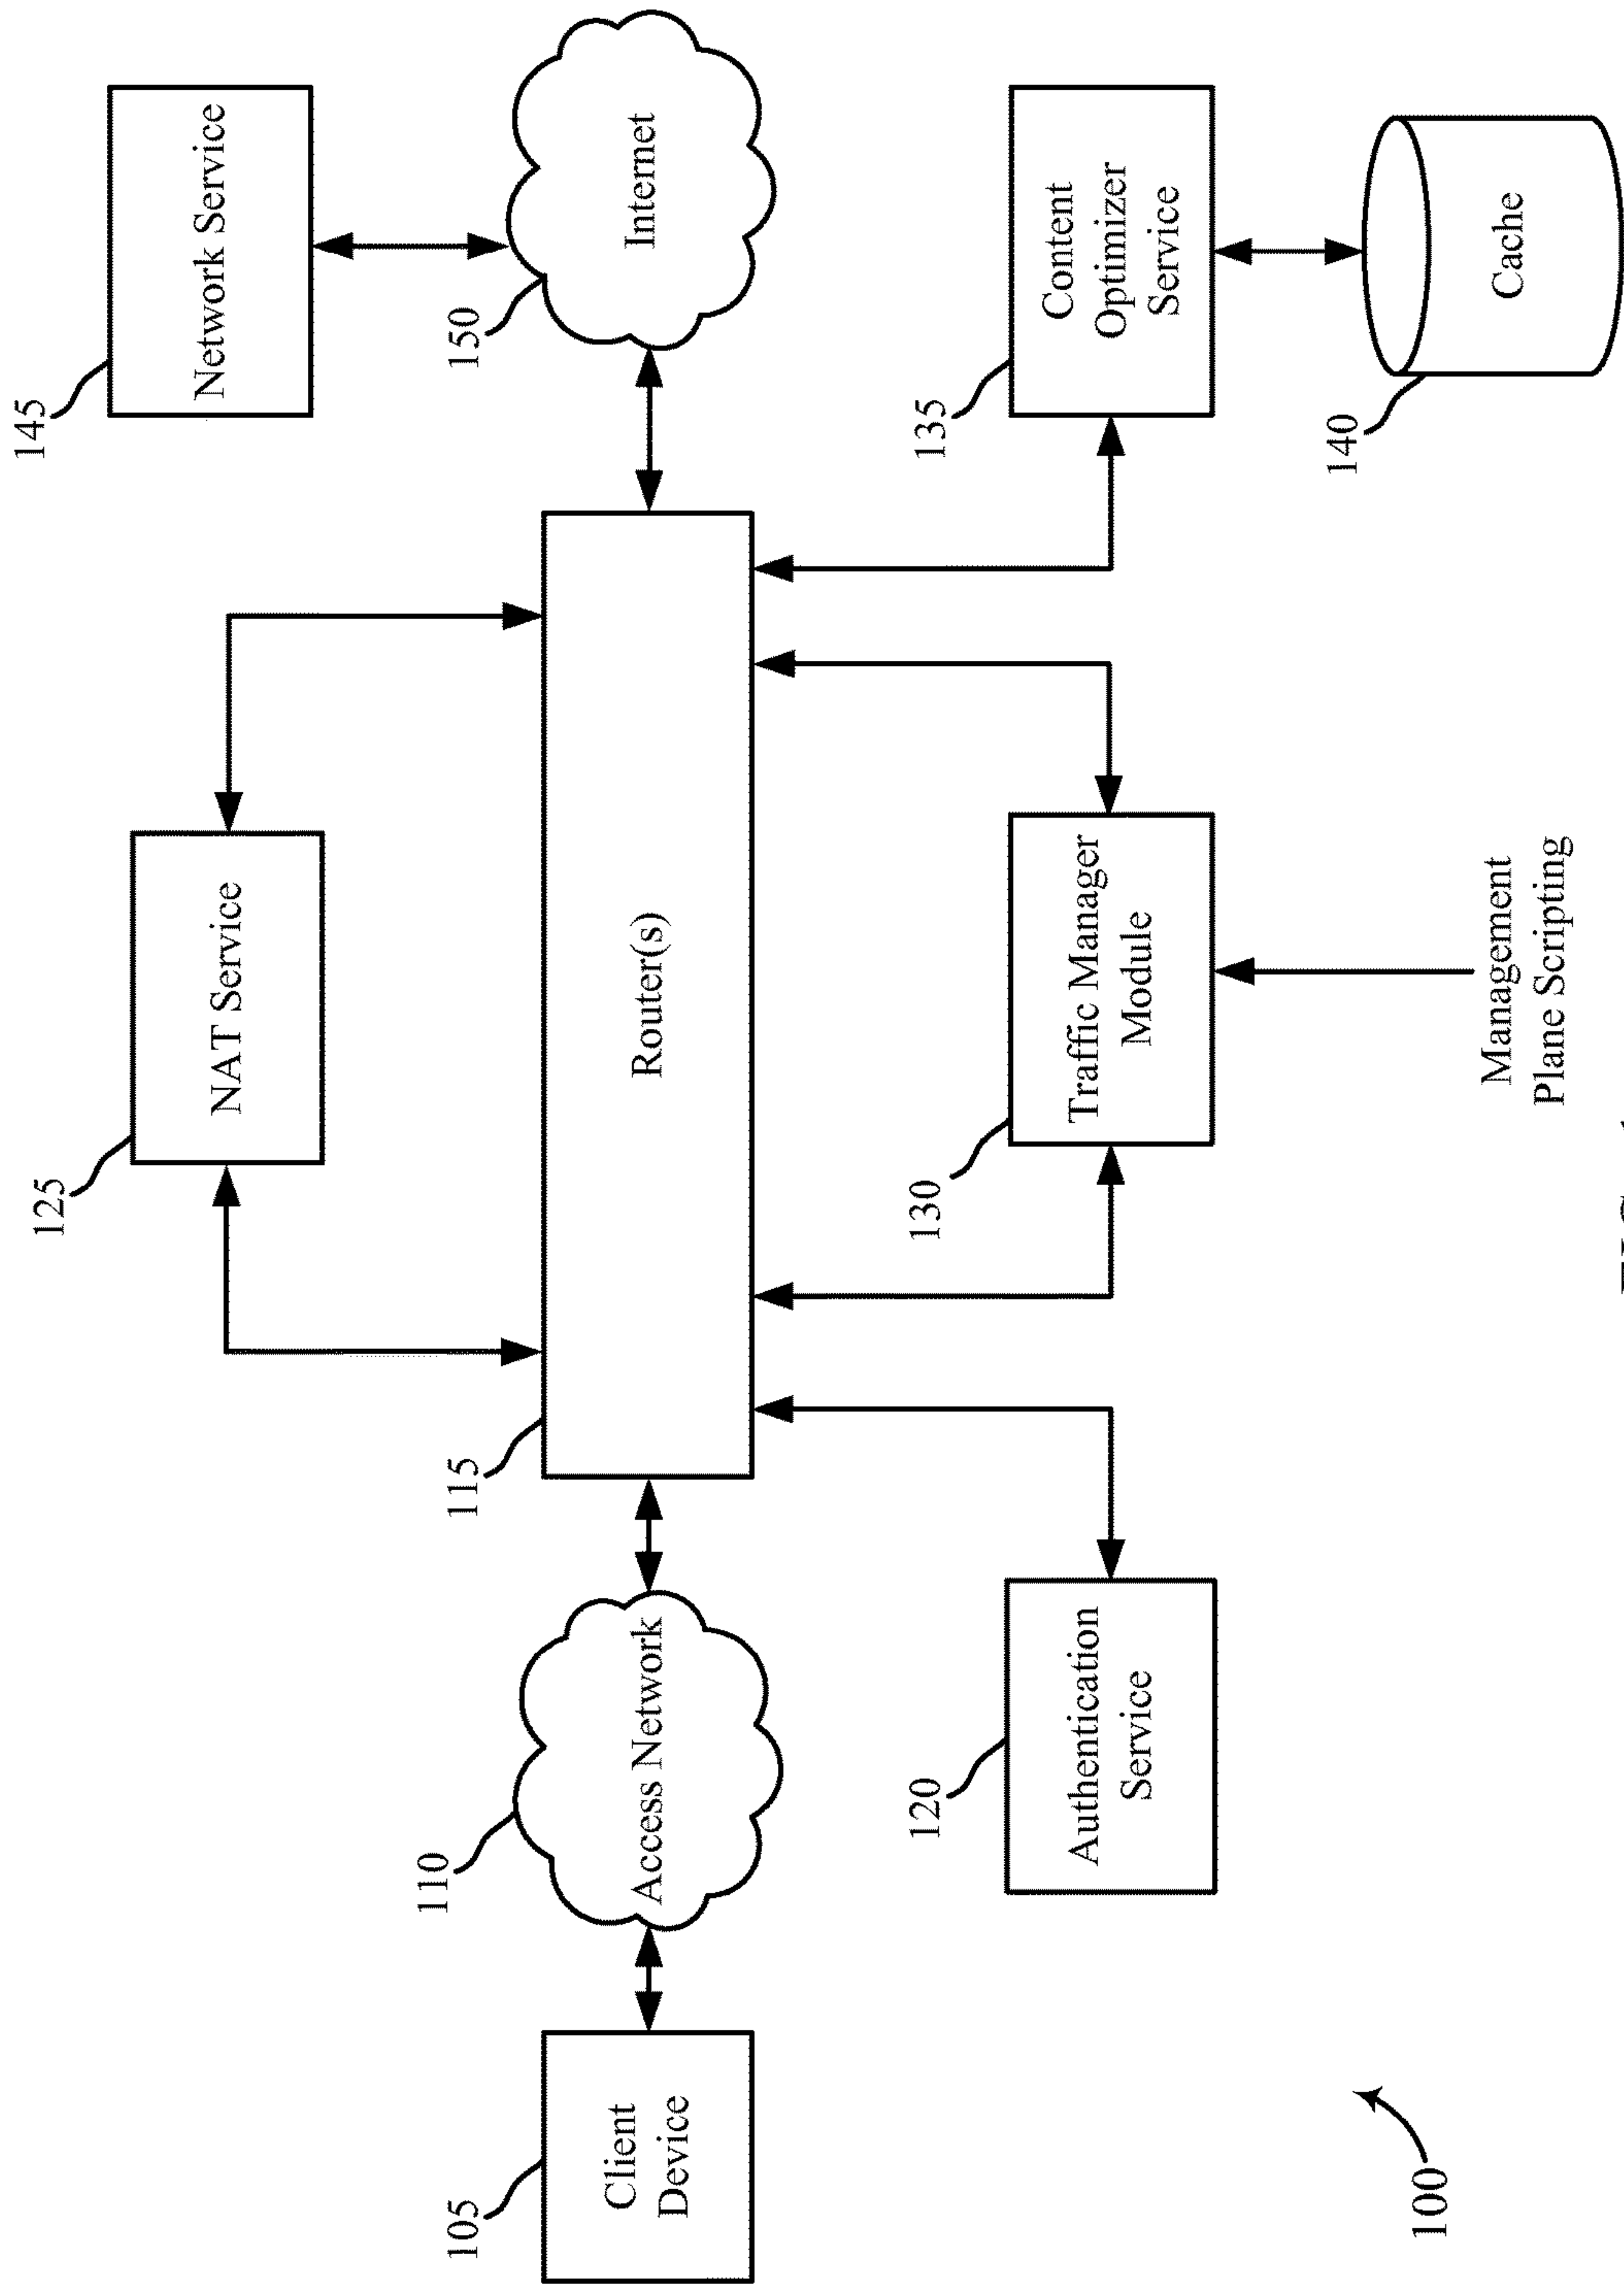 145
Network Service
125
NAT Service
150
Internet
105
Client
Device
110
Access Network
115
Router(s)
120
Authentication
Service
130
Traffic Manager
Module
135
Content
Optimizer
Service
140
Cache
Management
Plane Scripting
100